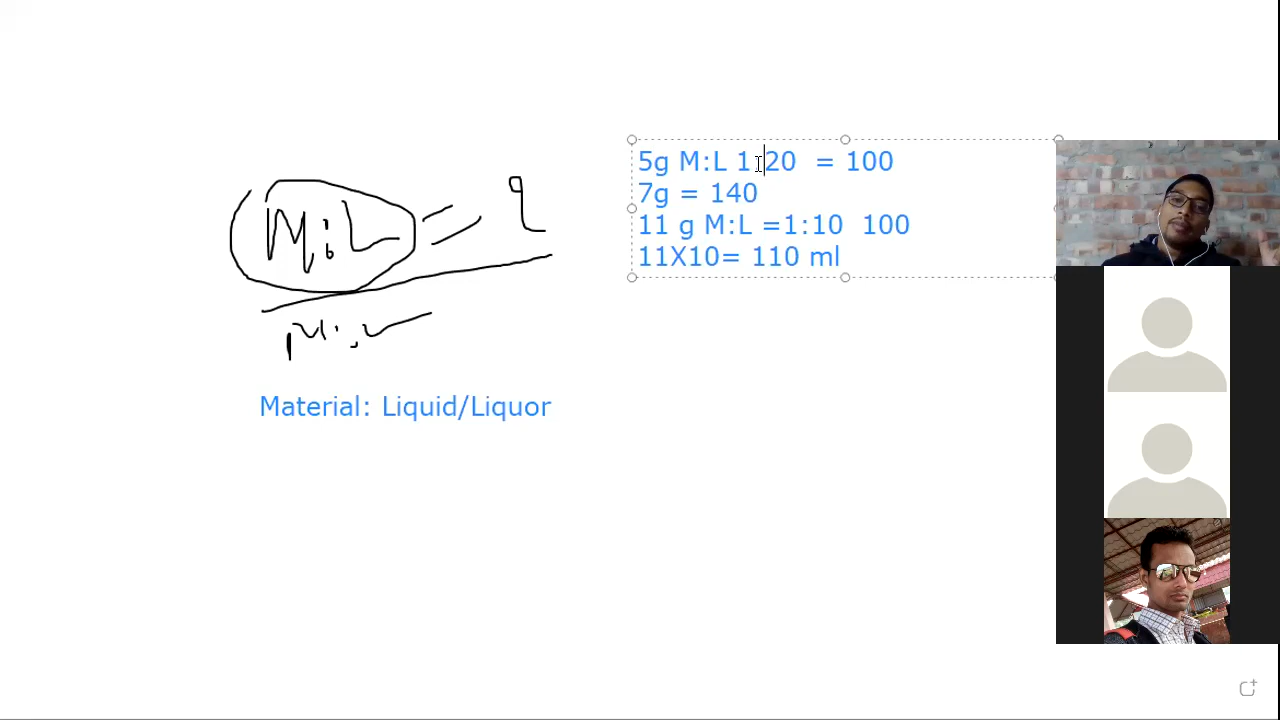 M:L =
5g M:L 1:20 = 100
7g = 140
11 g M:L =1:10 100
11X10= 110 ml
Material: Liquid/Liquor